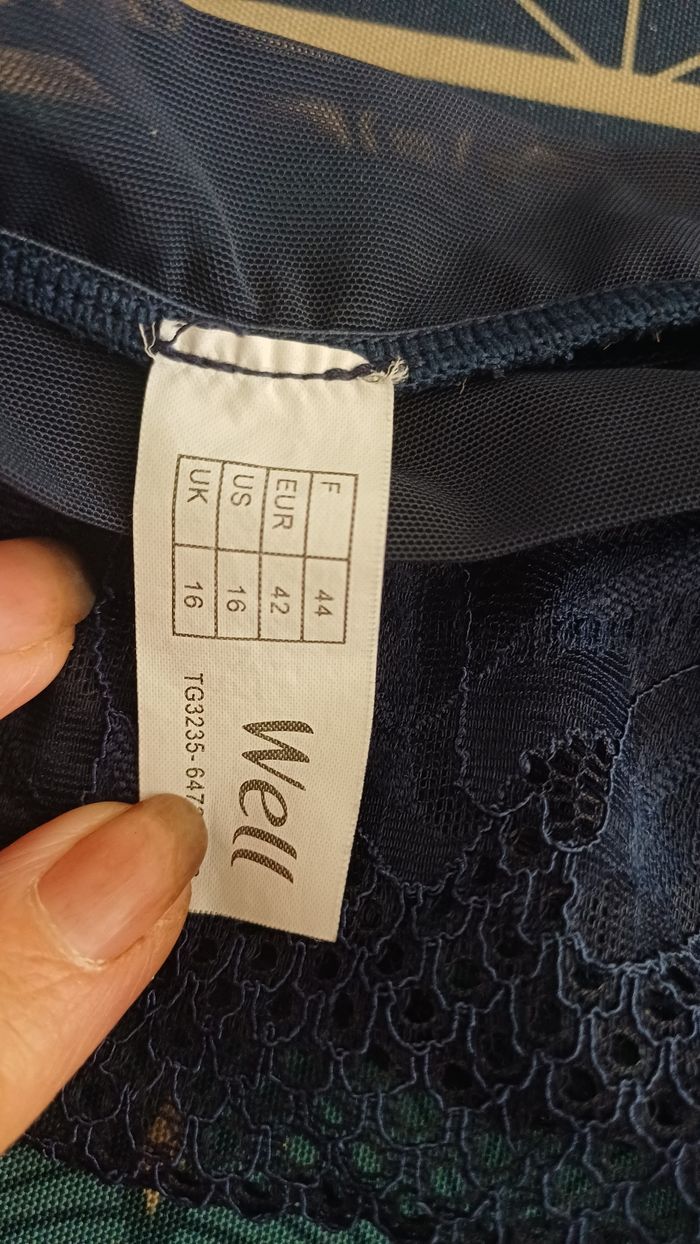 F 44
EUR 42
US 16
UK 16
Well
TG3235-647